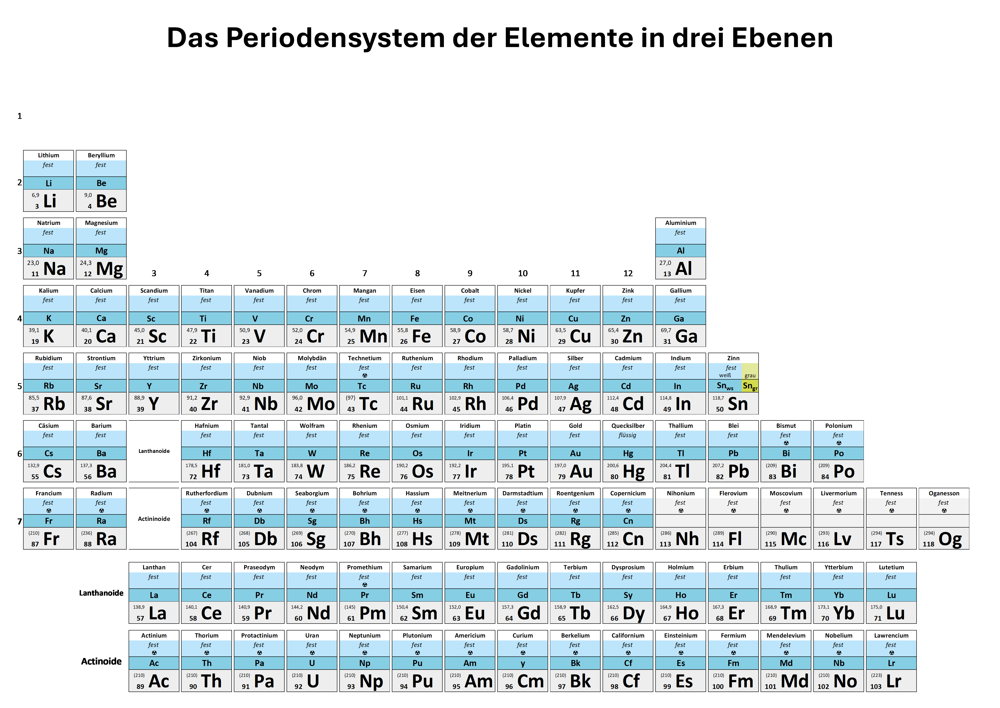 Das Periodensystem der Elemente in drei Ebenen
1
Lithium Beryllium
fest fest
2 Li Be
6,9 9,0
3 Li 4 Be
Natrium Magnesium Aluminium
fest fest fest
3 Na Mg Al
23,0 24,3 27,0
11 Na 12 Mg 3 4 5 6 7 8 9 10 11 12 13 Al
Kalium Calcium Scandium Titan Vanadium Chrom Mangan Eisen Cobalt Nickel Kupfer Zink Gallium
fest fest fest fest fest fest fest fest fest fest fest fest fest
4 K Ca Sc Ti V Cr Mn Fe Co Ni Cu Zn Ga
39,1 40,1 45,0 47,9 50,9 52,0 54,9 55,8 58,9 58,7 63,5 65,4 69,7
19 K 20 Ca 21 Sc 22 Ti 23 V 24 Cr 25 Mn 26 Fe 27 Co 28 Ni 29 Cu 30 Zn 31 Ga
Rubidium Strontium Yttrium Zirkonium Niob Molybdän Technetium Ruthenium Rhodium Palladium Silber Cadmium Indium Zinn
fest fest fest fest fest fest fest fest fest fest fest fest fest fest
☢ weiß grau
5 Rb Sr Y Zr Nb Mo Tc Ru Rh Pd Ag Cd In Snws Sngr
85,5 87,6 88,9 91,2 92,9 96,0 (97) 101,1 102,9 106,4 107,9 112,4 114,8 118,7
37 Rb 38 Sr 39 Y 40 Zr 41 Nb 42 Mo 43 Tc 44 Ru 45 Rh 46 Pd 47 Ag 48 Cd 49 In 50 Sn
Cäsium Barium Hafnium Tantal Wolfram Rhenium Osmium Iridium Platin Gold Quecksilber Thallium Blei Bismut Polonium
fest fest fest fest fest fest fest fest fest fest flüssig fest fest fest fest
☢ ☢
6 Cs Ba Lanthanoide Hf Ta W Re Os Ir Pt Au Hg Tl Pb Bi Po
132,9 137,3 178,5 181,0 183,8 186,2 190,2 192,2 195,1 197,0 200,6 204,4 207,2 (209) (209)
55 Cs 56 Ba 72 Hf 73 Ta 74 W 75 Re 76 Os 77 Ir 78 Pt 79 Au 80 Hg 81 Tl 82 Pb 83 Bi 84 Po
Francium Radium Rutherfordium Dubnium Seaborgium Bohrium Hassium Meitnerium Darmstadtium Roentgenium Copernicium Nihonium Flerovium Moscovium Livermorium Tenness Oganesson
fest fest fest fest fest fest fest fest fest fest fest fest fest fest fest fest fest
☢ ☢ ☢ ☢ ☢ ☢ ☢ ☢ ☢ ☢ ☢ ☢ ☢ ☢ ☢ ☢ ☢
7 Fr Ra Actininoide Rf Db Sg Bh Hs Mt Ds Rg Cn
(210) (236) (267) (268) (269) (270) (277) (278) (281) (282) (285) (286) (289) (290) (293) (294) (294)
87 Fr 88 Ra 104 Rf 105 Db 106 Sg 107 Bh 108 Hs 109 Mt 110 Ds 111 Rg 112 Cn 113 Nh 114 Fl 115 Mc 116 Lv 117 Ts 118 Og
Lanthan Cer Praseodym Neodym Promethium Samarium Europium Gadolinium Terbium Dysprosium Holmium Erbium Thulium Ytterbium Lutetium
fest fest fest fest fest fest fest fest fest fest fest fest fest fest fest
☢
Lanthanoide La Ce Pr Nd Pr Sm Eu Gd Tb Sy Ho Er Tm Yb Lu
138,9 140,1 140,9 144,2 (145) 150,4 152,0 157,3 158,9 162,5 164,9 167,3 168,9 173,1 175,0
57 La 58 Ce 59 Pr 60 Nd 61 Pm 62 Sm 63 Eu 64 Gd 65 Tb 66 Dy 67 Ho 68 Er 69 Tm 70 Yb 71 Lu
Actinium Thorium Protactinium Uran Neptunium Plutonium Americium Curium Berkelium Californium Einsteinium Fermium Mendelevium Nobelium Lawrencium
fest fest fest fest fest fest fest fest fest fest fest fest fest fest fest
☢ ☢ ☢ ☢ ☢ ☢ ☢ ☢ ☢ ☢ ☢ ☢ ☢ ☢ ☢
Actinoide Ac Th Pa U Np Pu Am y Bk Cf Es Fm Md Nb Lr
(210) (210) (210) (210) (210) (210) (210) (210) (210) (210) (210) (210) (210) (210) (223)
89 Ac 90 Th 91 Pa 92 U 93 Np 94 Pu 95 Am 96 Cm 97 Bk 98 Cf 99 Es 100 Fm 101 Md 102 No 103 Lr